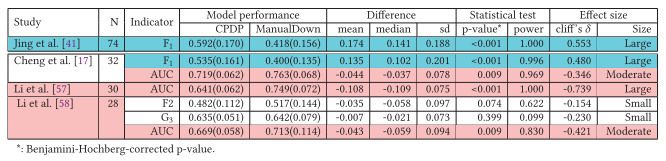 Study N Indicator Model performance Difference Statistical test Effect size
CPDP ManualDown mean median sd p-value* power cliff's δ Size
Jing et al. [41] 74 F1 0.592(0.170) 0.418(0.156) 0.174 0.141 0.188 <0.001 1.000 0.553 Large
Cheng et al. [17] 32 F1 0.535(0.161) 0.400(0.135) 0.135 0.102 0.201 <0.001 0.996 0.480 Large
AUC 0.719(0.062) 0.763(0.068) -0.044 -0.037 0.078 0.009 0.969 -0.346 Moderate
Li et al. [57] 30 AUC 0.641(0.062) 0.749(0.072) -0.108 -0.109 0.075 <0.001 1.000 -0.739 Large
Li et al. [58] 28 F2 0.482(0.112) 0.517(0.144) -0.035 -0.058 0.097 0.074 0.622 -0.154 Small
G3 0.635(0.051) 0.642(0.079) -0.007 -0.021 0.073 0.399 0.099 -0.230 Small
AUC 0.669(0.058) 0.713(0.114) -0.043 -0.059 0.094 0.009 0.830 -0.421 Moderate
*: Benjamini-Hochberg-corrected p-value.